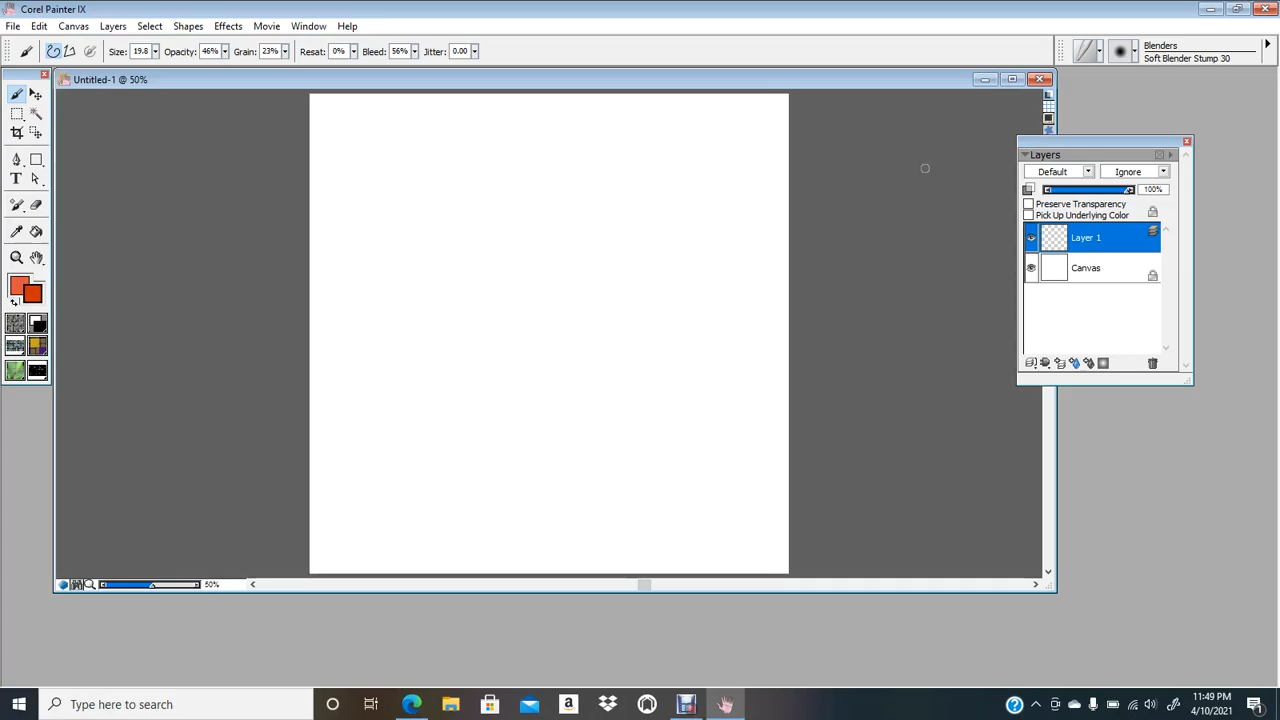 Corel Painter IX
File Edit Canvas Layers Select Shapes Effects Movie Window Help
Size: 19.8 Opacity: 46% Grain: 23% Resat: 0% Bleed: 56% Jitter: 0.00
Blenders
Soft Blender Stump 30
Untitled-1 @ 50%
Layers
Default Ignore
100%
Preserve Transparency
Pick Up Underlying Color
Layer 1
Canvas
T
50%
Type here to search
11:49 PM
4/10/2021